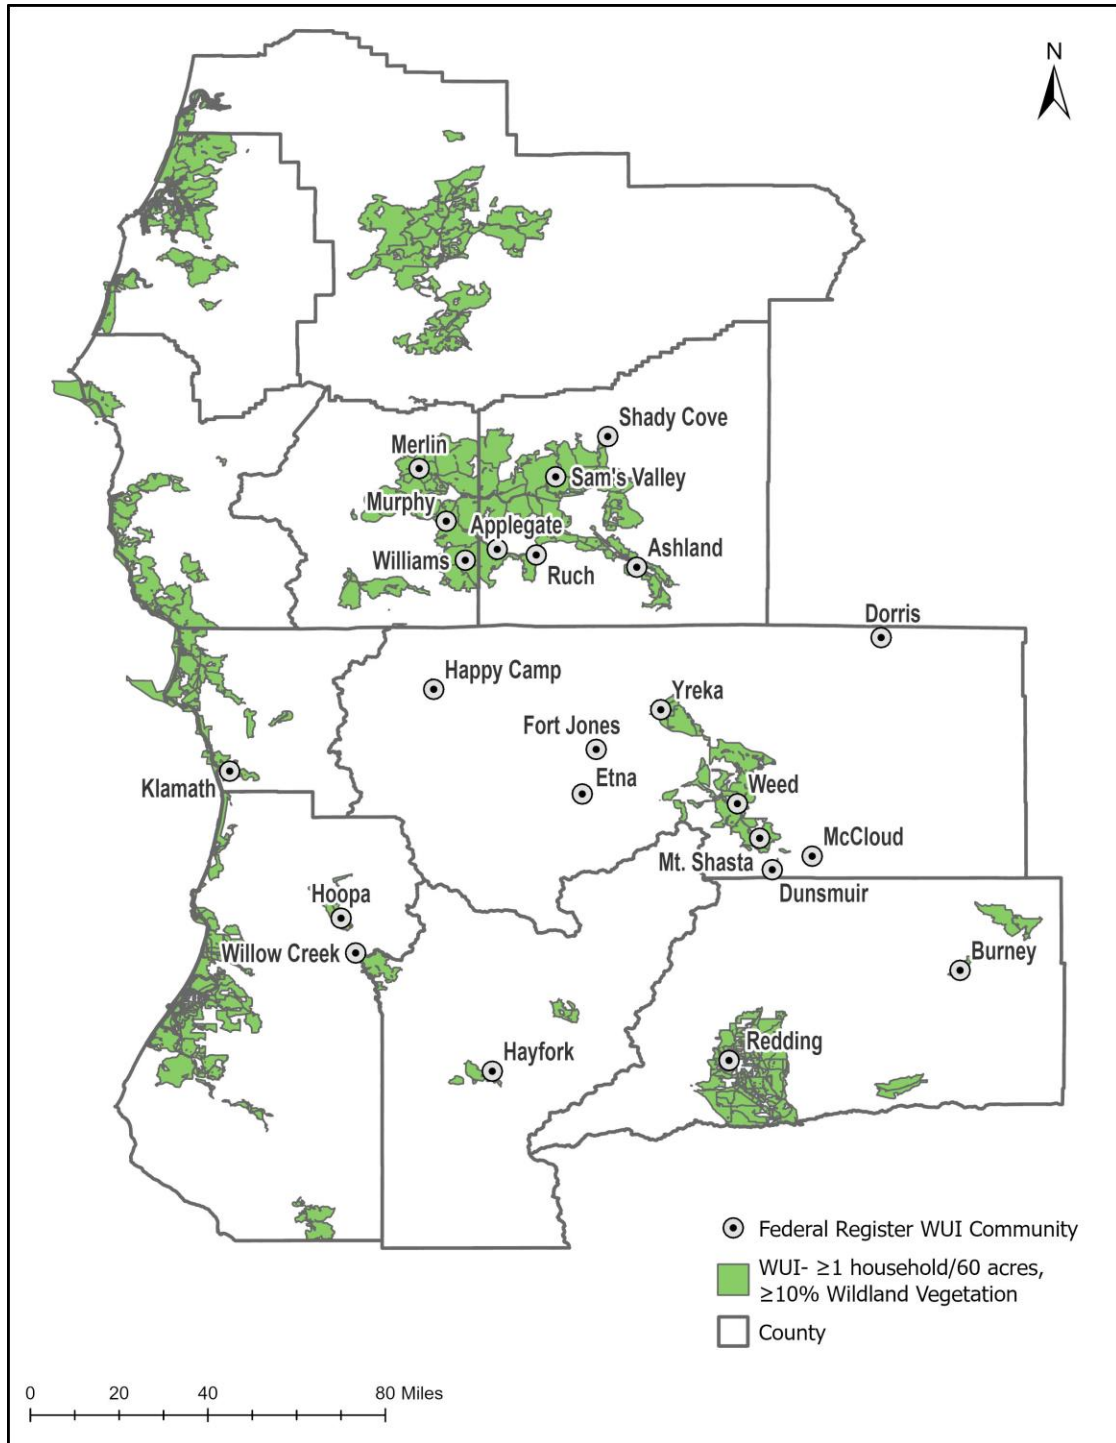 N
Shady Cove
Merlin
Sam's Valley
Murphy
Applegate
Williams
Ruch
Ashland
Dorris
Happy Camp
Yreka
Fort Jones
Etna
Klamath
Weed
McCloud
Mt. Shasta
Dunsmuir
Hoopa
Willow Creek
Burney
Redding
Hayfork
Federal Register WUI Community
WUI- ≥1 household/60 acres,
≥10% Wildland Vegetation
County
0 20 40 80 Miles